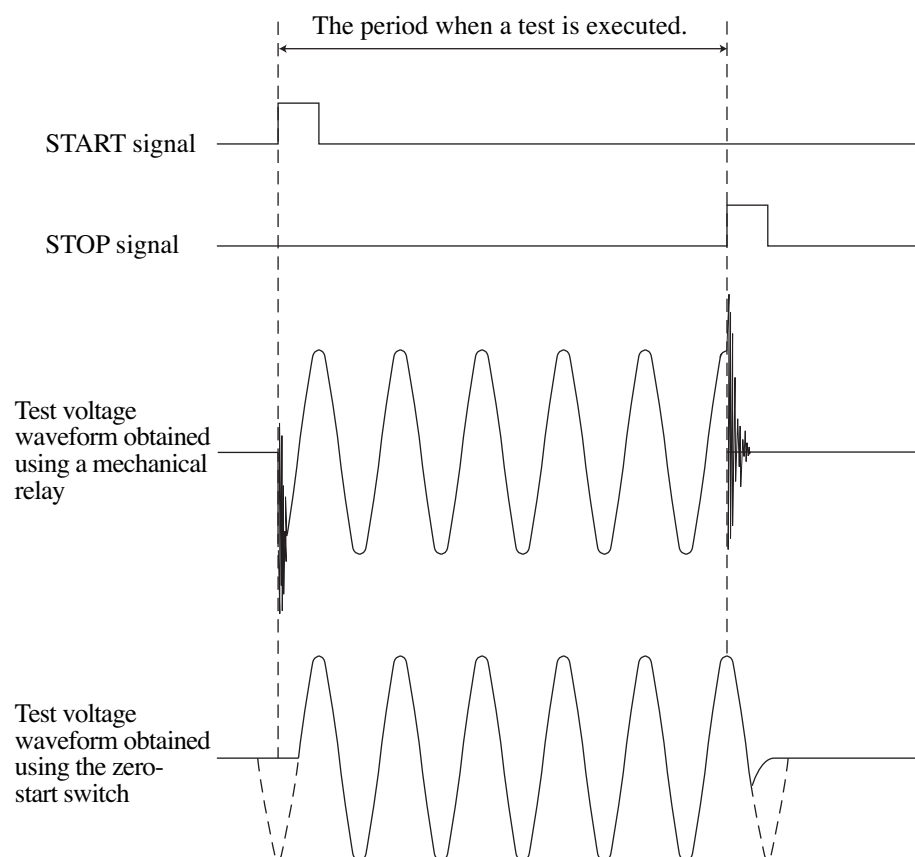 The period when a test is executed.
START signal
STOP signal
Test voltage
waveform obtained
using a mechanical
relay
Test voltage
waveform obtained
using the zero-
start switch